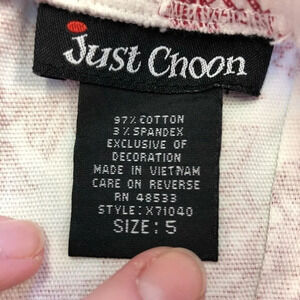 Just Cnoon
97% COTTON
3% SPANDEX
EXCLUSIVE OF
DECORATION
MADE IN VIETNAM
CARE ON REVERSE
RN 48533
STYLE: X71040
SIZE: 5